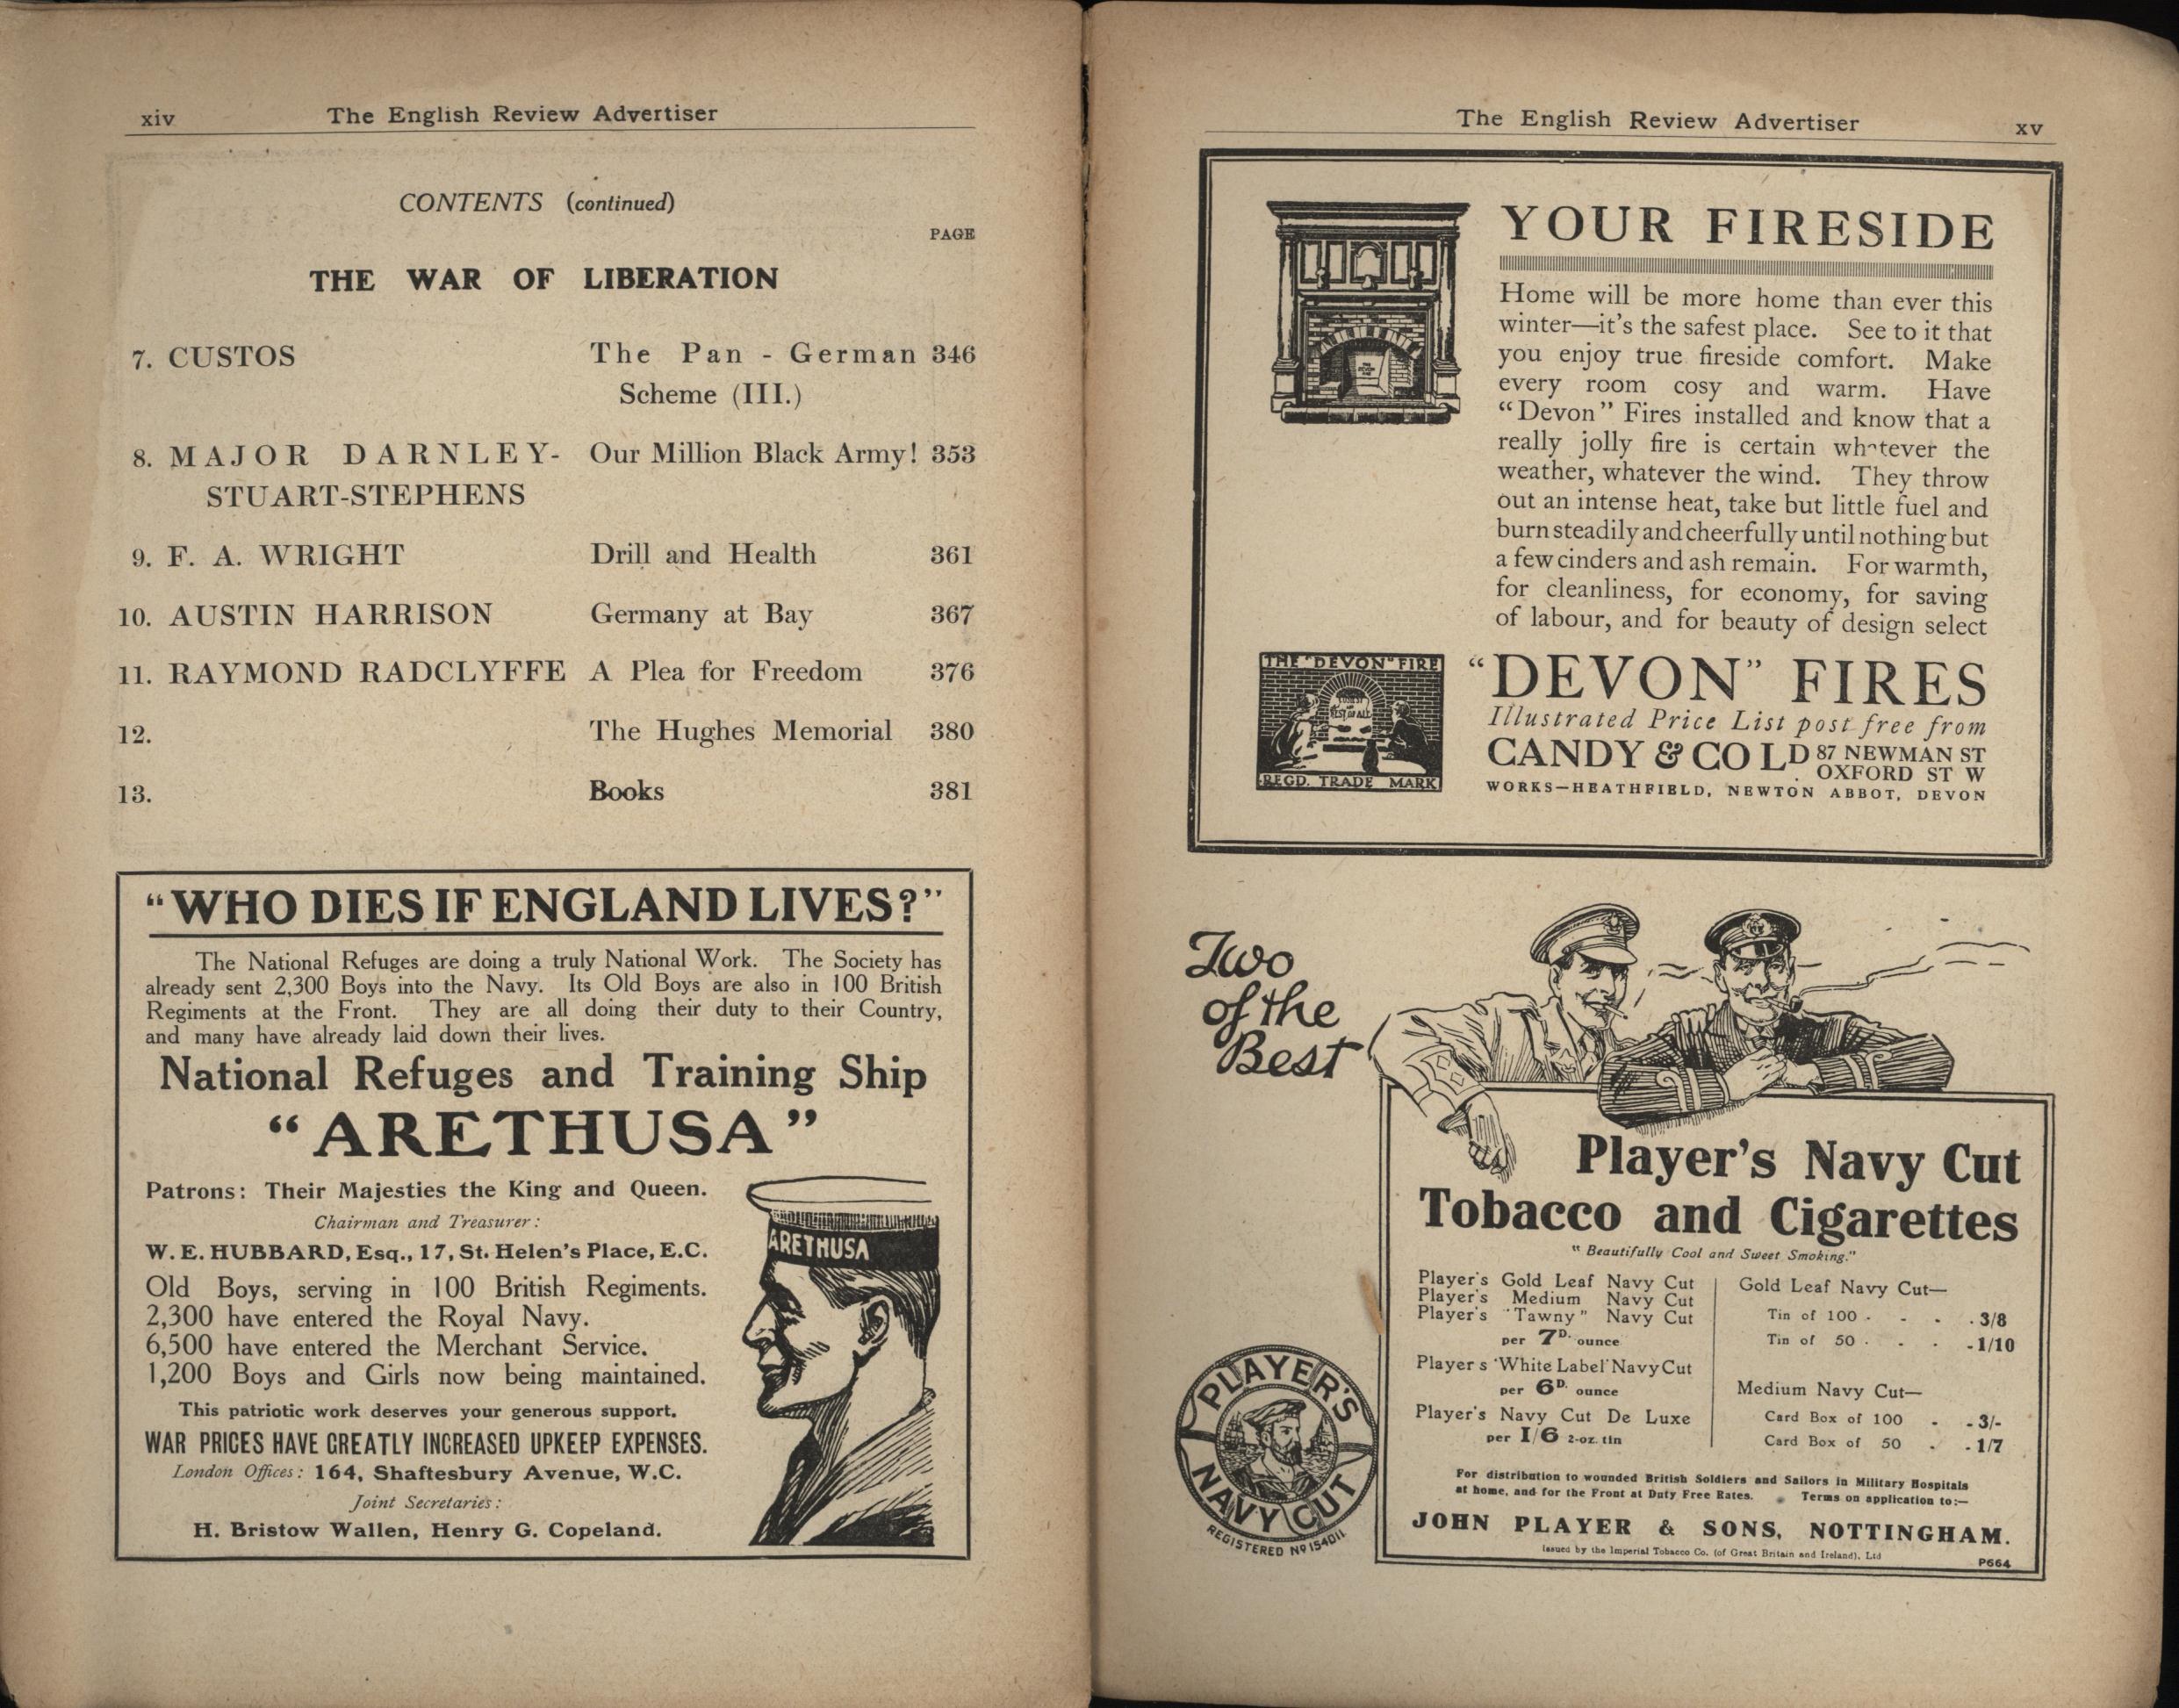 xiv The English Review Advertiser
CONTENTS (continued)
PAGE
THE WAR OF LIBERATION
7. CUSTOS The Pan - German 346
Scheme (III.)
8. MAJOR DARNLEY- Our Million Black Army! 353
STUART-STEPHENS
9. F. A. WRIGHT Drill and Health 361
10. AUSTIN HARRISON Germany at Bay 367
11. RAYMOND RADCLYFFE A Plea for Freedom 376
12. The Hughes Memorial 380
13. Books 381
"WHO DIES IF ENGLAND LIVES?"
The National Refuges are doing a truly National Work. The Society has
already sent 2,300 Boys into the Navy. Its Old Boys are also in 100 British
Regiments at the Front. They are all doing their duty to their Country,
and many have already laid down their lives.
National Refuges and Training Ship
"ARETHUSA"
Patrons: Their Majesties the King and Queen.
Chairman and Treasurer:
W. E. HUBBARD, Esq., 17, St. Helen's Place, E.C.
Old Boys, serving in 100 British Regiments.
2,300 have entered the Royal Navy.
6,500 have entered the Merchant Service.
1,200 Boys and Girls now being maintained.
This patriotic work deserves your generous support.
WAR PRICES HAVE GREATLY INCREASED UPKEEP EXPENSES.
London Offices: 164, Shaftesbury Avenue, W.C.
Joint Secretaries:
H. Bristow Wallen, Henry G. Copeland.
ARETHUSA
The English Review Advertiser xv
YOUR FIRESIDE
Home will be more home than ever this
winter—it's the safest place. See to it that
you enjoy true fireside comfort. Make
every room cosy and warm. Have
"Devon" Fires installed and know that a
really jolly fire is certain whatever the
weather, whatever the wind. They throw
out an intense heat, take but little fuel and
burn steadily and cheerfully until nothing but
a few cinders and ash remain. For warmth,
for cleanliness, for economy, for saving
of labour, and for beauty of design select
THE "DEVON" FIRE
BEST OF ALL
REGD. TRADE MARK
"DEVON" FIRES
Illustrated Price List post free from
CANDY & CO LD 87 NEWMAN ST
OXFORD ST W
WORKS—HEATHFIELD, NEWTON ABBOT, DEVON
Two
of the
Best
Player's Navy Cut
Tobacco and Cigarettes
"Beautifully Cool and Sweet Smoking."
Player's Gold Leaf Navy Cut
Player's Medium Navy Cut
Player's "Tawny" Navy Cut
per 7D. ounce
Player s 'White Label' Navy Cut
per 6D. ounce
Player's Navy Cut De Luxe
per 1/6 2-oz. tin
Gold Leaf Navy Cut—
Tin of 100 - - - - 3/8
Tin of 50 - - - - 1/10
Medium Navy Cut—
Card Box of 100 - - 3/-
Card Box of 50 - - 1/7
For distribution to wounded British Soldiers and Sailors in Military Hospitals
at home, and for the Front at Duty Free Rates. Terms on application to:—
JOHN PLAYER & SONS, NOTTINGHAM.
Issued by the Imperial Tobacco Co. (of Great Britain and Ireland), Ltd
P664
PLAYER'S
NAVY CUT
REGISTERED No 154011